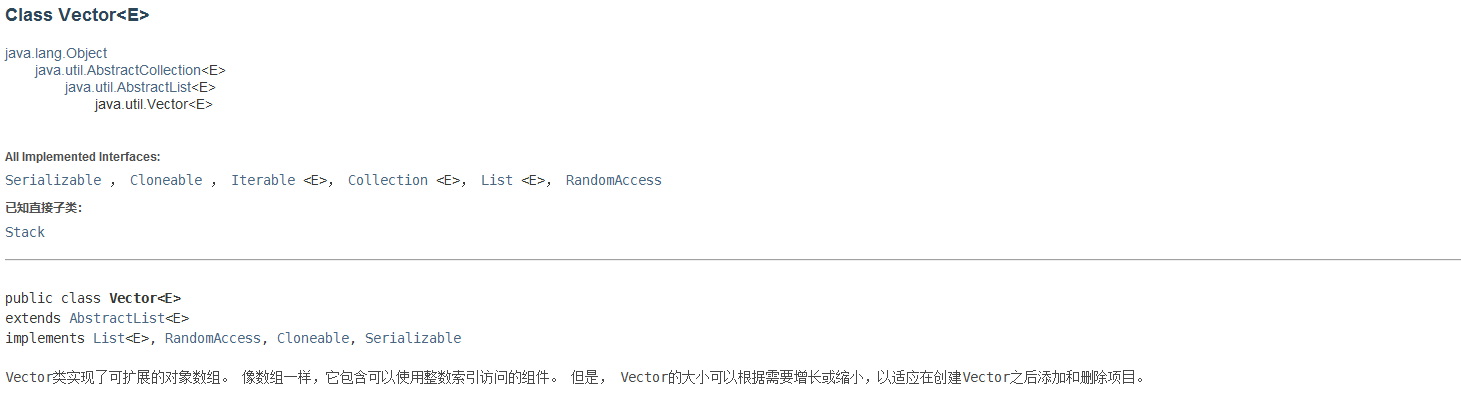 Class Vector<E>
java.lang.Object
java.util.AbstractCollection<E>
java.util.AbstractList<E>
java.util.Vector<E>
All Implemented Interfaces:
Serializable ， Cloneable ， Iterable <E>， Collection <E>， List <E>， RandomAccess
已知直接子类：
Stack
public class Vector<E>
extends AbstractList<E>
implements List<E>, RandomAccess, Cloneable, Serializable
Vector类实现了可扩展的对象数组。 像数组一样，它包含可以使用整数索引访问的组件。 但是， Vector的大小可以根据需要增长或缩小，以适应在创建Vector之后添加和删除项目。